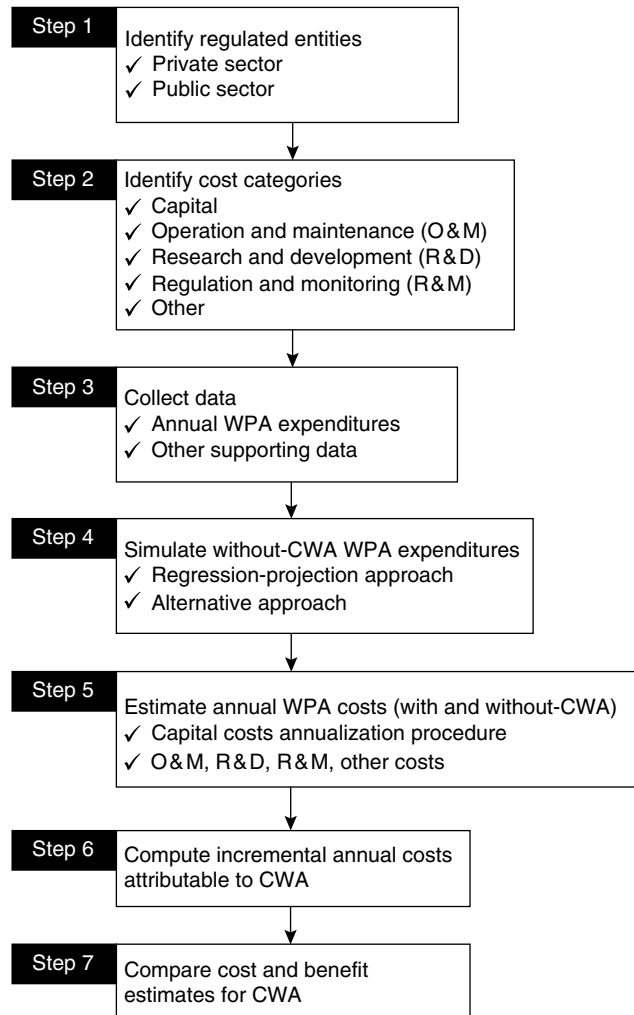 Step 1
Identify regulated entities
✓ Private sector
✓ Public sector
Step 2
Identify cost categories
✓ Capital
✓ Operation and maintenance (O&M)
✓ Research and development (R&D)
✓ Regulation and monitoring (R&M)
✓ Other
Step 3
Collect data
✓ Annual WPA expenditures
✓ Other supporting data
Step 4
Simulate without-CWA WPA expenditures
✓ Regression-projection approach
✓ Alternative approach
Step 5
Estimate annual WPA costs (with and without-CWA)
✓ Capital costs annualization procedure
✓ O&M, R&D, R&M, other costs
Step 6
Compute incremental annual costs
attributable to CWA
Step 7
Compare cost and benefit
estimates for CWA